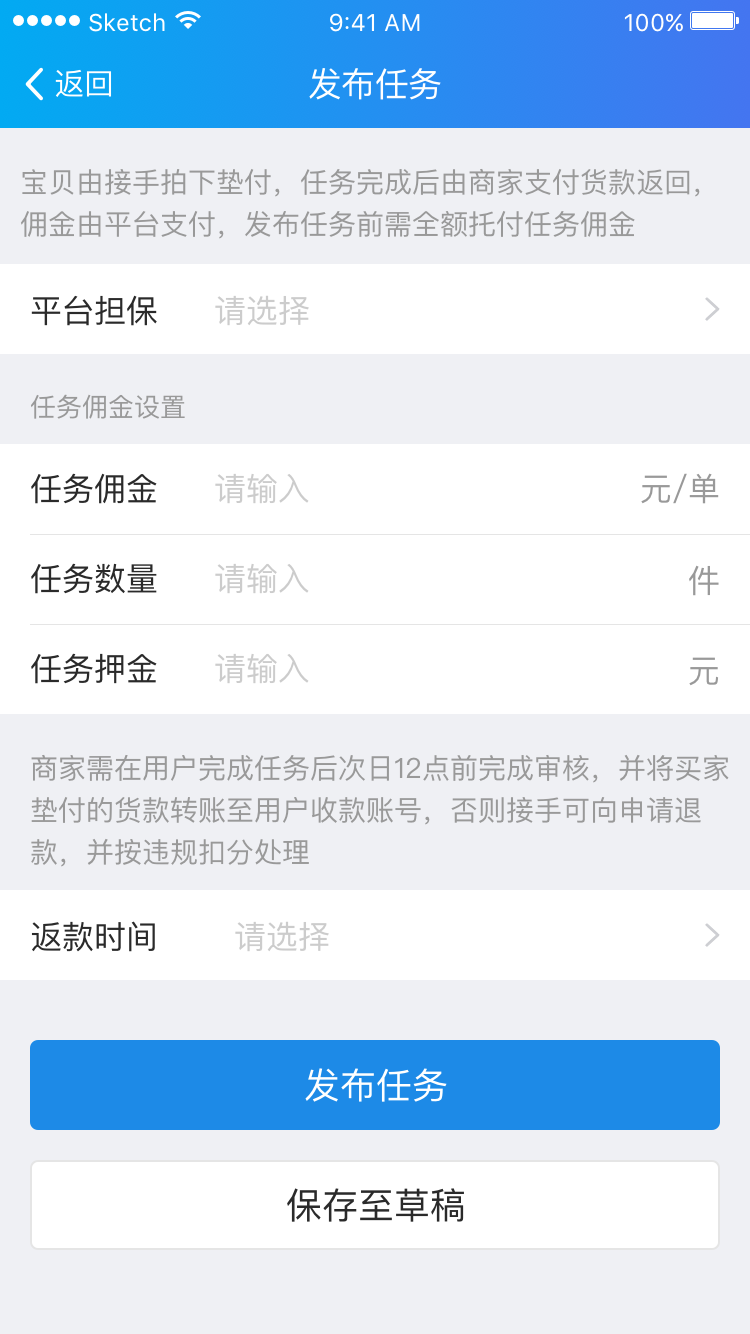 Sketch 9:41 AM 100%
返回 发布任务
宝贝由接手拍下垫付，任务完成后由商家支付货款返回，
佣金由平台支付，发布任务前需全额托付任务佣金
平台担保 请选择
任务佣金设置
任务佣金 请输入 元/单
任务数量 请输入 件
任务押金 请输入 元
商家需在用户完成任务后次日12点前完成审核，并将买家
垫付的货款转账至用户收款账号，否则接手可向申请退
款，并按违规扣分处理
返款时间 请选择
发布任务
保存至草稿